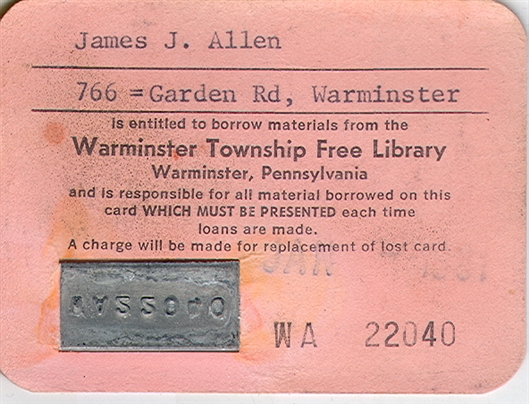 James J. Allen
766 = Garden Rd, Warminster
is entitled to borrow materials from the
Warminster Township Free Library
Warminster, Pennsylvania
and is responsible for all material borrowed on this
card WHICH MUST BE PRESENTED each time
loans are made.
A charge will be made for replacement of lost card.
JAN
WA22040
WA 22040